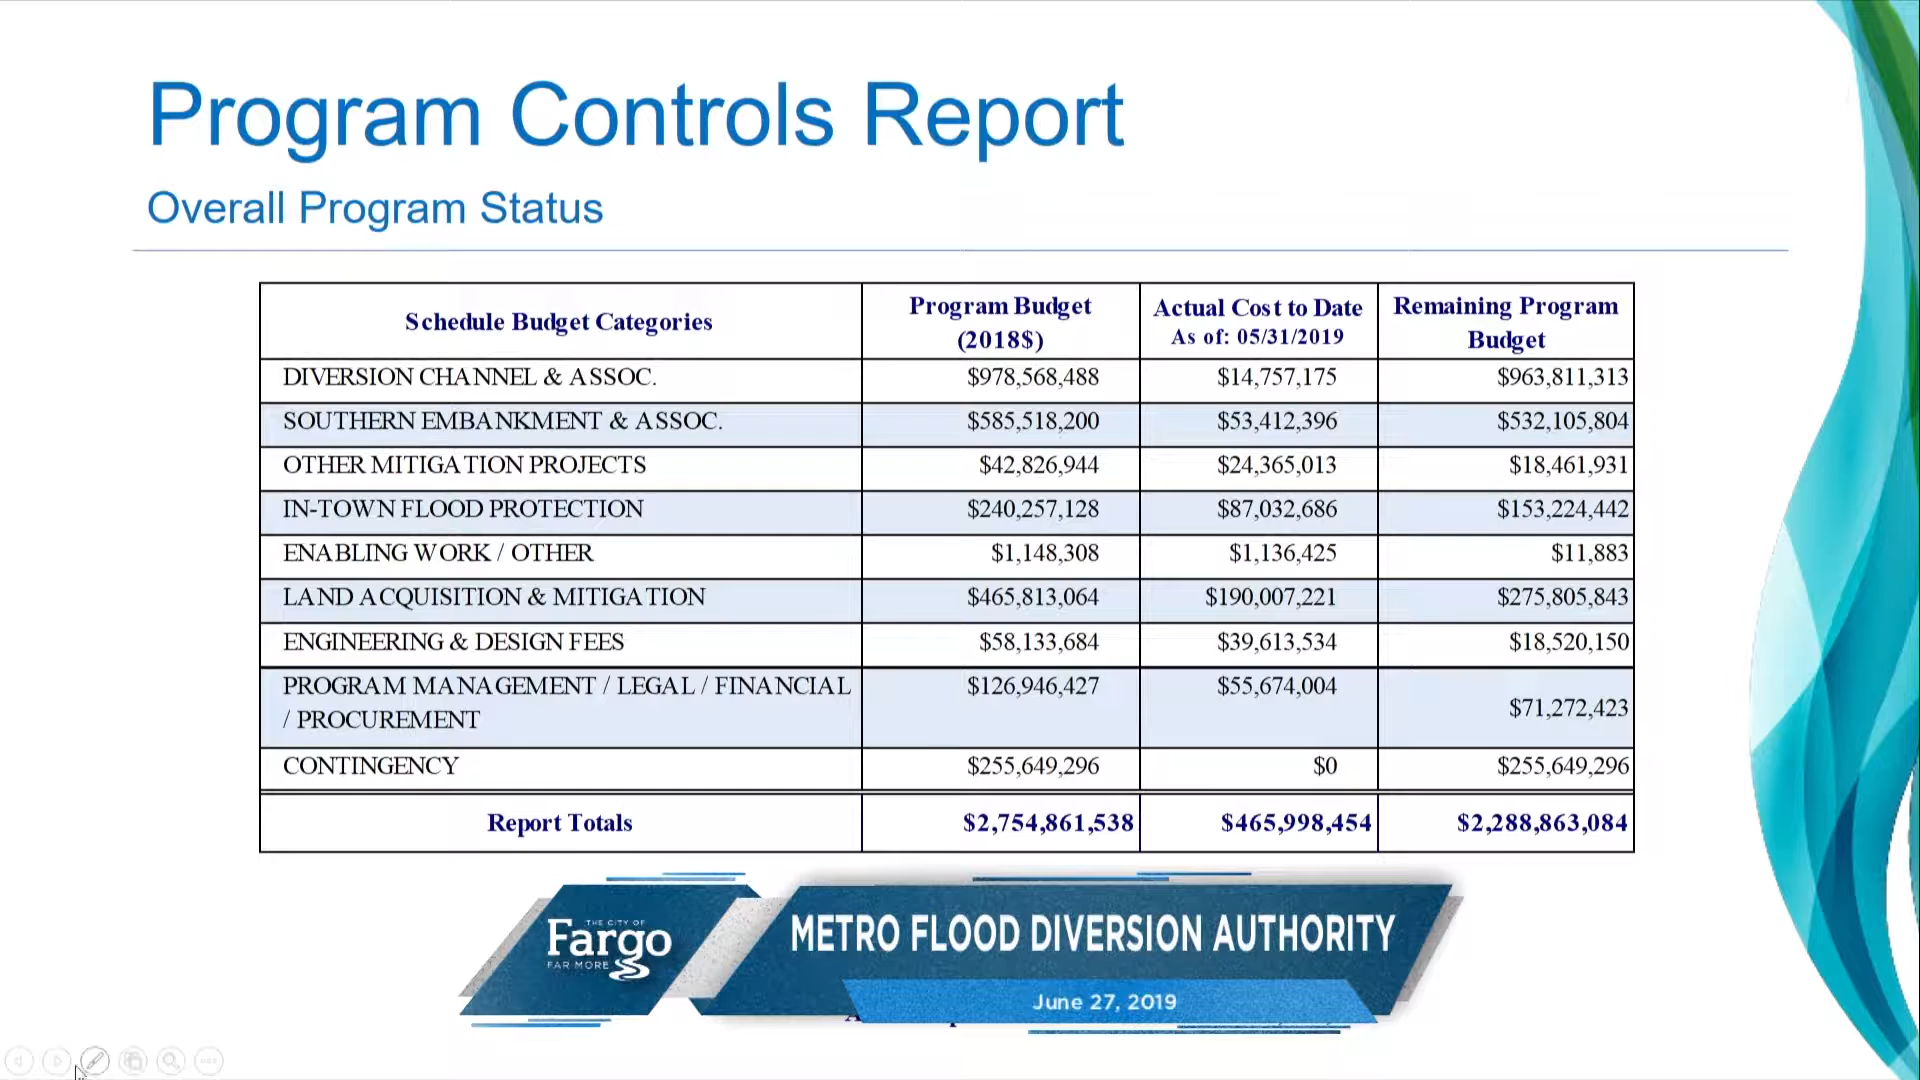 Program Controls Report
Overall Program Status
Schedule Budget Categories
Program Budget
(2018$)
Actual Cost to Date
As of: 05/31/2019
Remaining Program
Budget
DIVERSION CHANNEL & ASSOC. $978,568,488 $14,757,175 $963,811,313
SOUTHERN EMBANKMENT & ASSOC. $585,518,200 $53,412,396 $532,105,804
OTHER MITIGATION PROJECTS $42,826,944 $24,365,013 $18,461,931
IN-TOWN FLOOD PROTECTION $240,257,128 $87,032,686 $153,224,442
ENABLING WORK / OTHER $1,148,308 $1,136,425 $11,883
LAND ACQUISITION & MITIGATION $465,813,064 $190,007,221 $275,805,843
ENGINEERING & DESIGN FEES $58,133,684 $39,613,534 $18,520,150
PROGRAM MANAGEMENT / LEGAL / FINANCIAL
/ PROCUREMENT
$126,946,427 $55,674,004 $71,272,423
CONTINGENCY $255,649,296 $0 $255,649,296
Report Totals $2,754,861,538 $465,998,454 $2,288,863,084
THE CITY OF
Fargo
FAR MORE
METRO FLOOD DIVERSION AUTHORITY
June 27, 2019